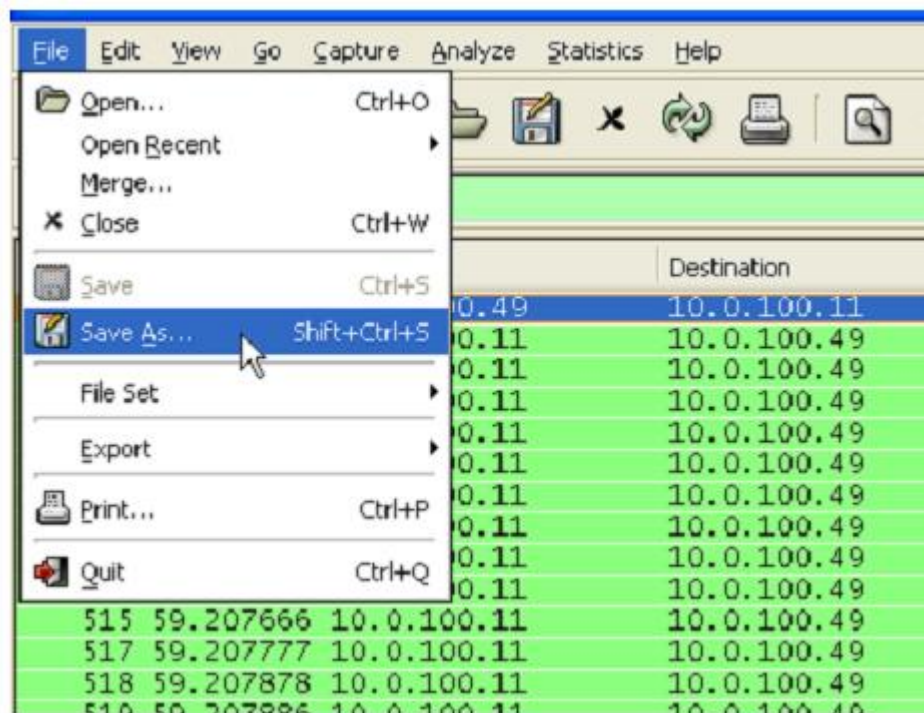 File Edit View Go Capture Analyze Statistics Help
Open... Ctrl+O
Open Recent
Merge...
Close Ctrl+W
Save Ctrl+S
Save As... Shift+Ctrl+S
File Set
Export
Print... Ctrl+P
Quit Ctrl+Q
Destination
0.49 10.0.100.11
0.11 10.0.100.49
0.11 10.0.100.49
0.11 10.0.100.49
0.11 10.0.100.49
0.11 10.0.100.49
0.11 10.0.100.49
0.11 10.0.100.49
0.11 10.0.100.49
0.11 10.0.100.49
515 59.207666 10.0.100.11 10.0.100.49
517 59.207777 10.0.100.11 10.0.100.49
518 59.207878 10.0.100.11 10.0.100.49